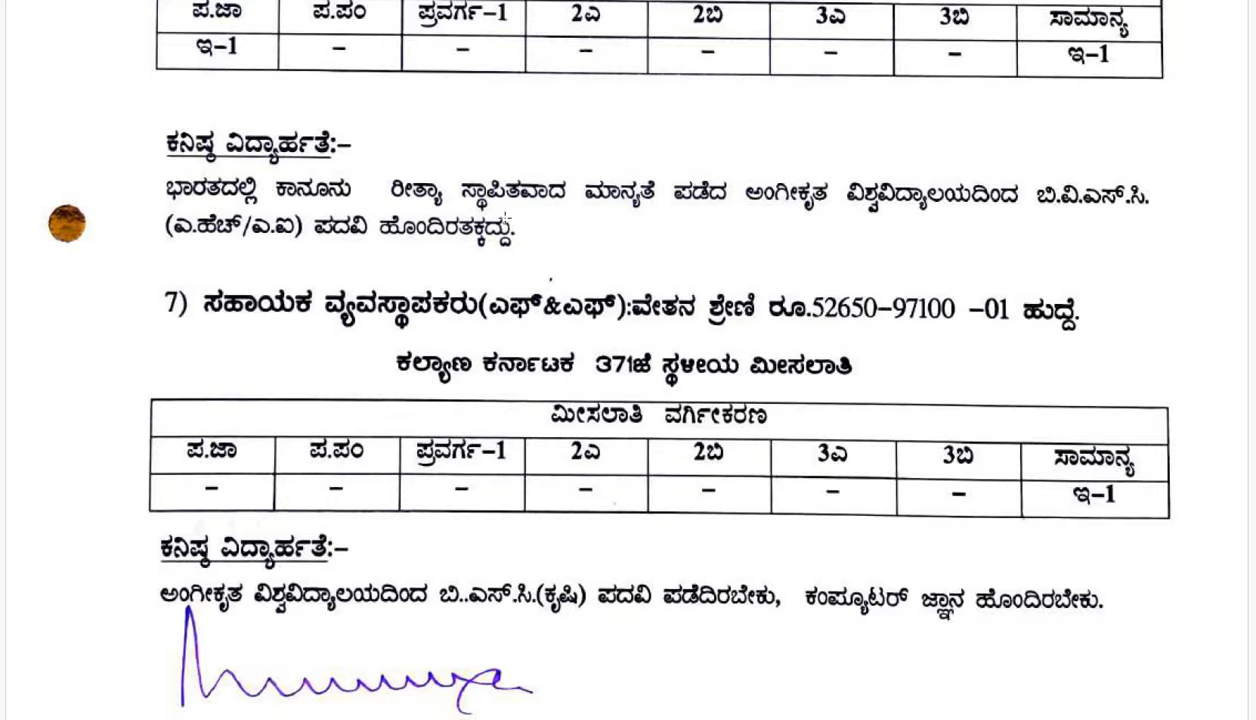 ಪ.ಜಾ ಪ.ಪಂ ಪ್ರವರ್ಗ-1 2ಎ 2ಬಿ 3ಎ 3ಬಿ ಸಾಮಾನ್ಯ
ಇ-1 - - - - - - ಇ-1
ಕನಿಷ್ಠ ವಿದ್ಯಾರ್ಹತೆ:-
ಭಾರತದಲ್ಲಿ ಕಾನೂನು ರೀತ್ಯಾ ಸ್ಥಾಪಿತವಾದ ಮಾನ್ಯತೆ ಪಡೆದ ಅಂಗೀಕೃತ ವಿಶ್ವವಿದ್ಯಾಲಯದಿಂದ ಬಿ.ವಿ.ಎಸ್.ಸಿ.
(ಎ.ಹೆಚ್/ಎ.ಐ) ಪದವಿ ಹೊಂದಿರತಕ್ಕದ್ದು.
7) ಸಹಾಯಕ ವ್ಯವಸ್ಥಾಪಕರು(ಎಫ್&ಎಫ್):ವೇತನ ಶ್ರೇಣಿ ರೂ.52650-97100 -01 ಹುದ್ದೆ.
ಕಲ್ಯಾಣ ಕರ್ನಾಟಕ 371ಜೆ ಸ್ಥಳೀಯ ಮೀಸಲಾತಿ
ಮೀಸಲಾತಿ ವರ್ಗೀಕರಣ
ಪ.ಜಾ ಪ.ಪಂ ಪ್ರವರ್ಗ-1 2ಎ 2ಬಿ 3ಎ 3ಬಿ ಸಾಮಾನ್ಯ
- - - - - - - ಇ-1
ಕನಿಷ್ಠ ವಿದ್ಯಾರ್ಹತೆ:-
ಅಂಗೀಕೃತ ವಿಶ್ವವಿದ್ಯಾಲಯದಿಂದ ಬಿ..ಎಸ್.ಸಿ.(ಕೃಷಿ) ಪದವಿ ಪಡೆದಿರಬೇಕು, ಕಂಪ್ಯೂಟರ್ ಜ್ಞಾನ ಹೊಂದಿರಬೇಕು.